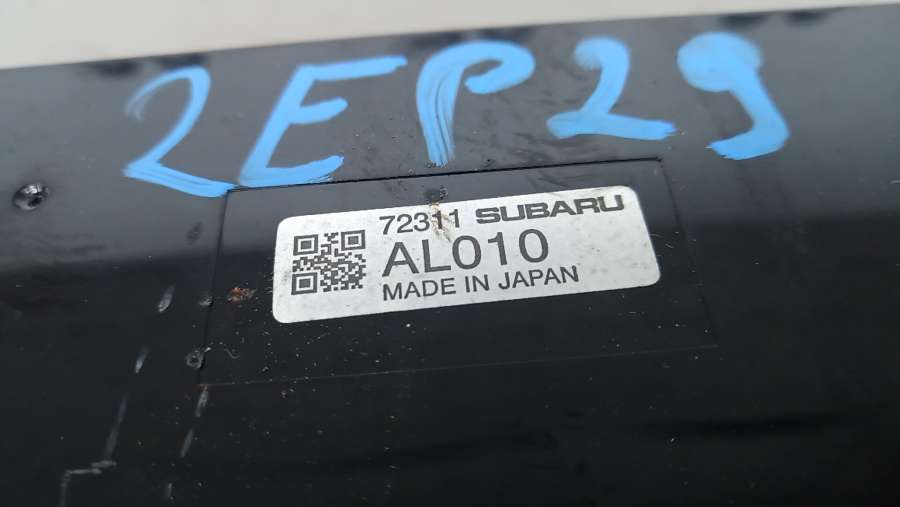 2EP29
72311 SUBARU
AL010
MADE IN JAPAN